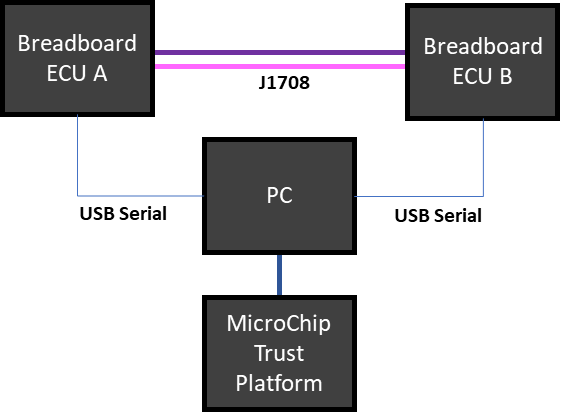 Breadboard
ECU A
Breadboard
ECU B
J1708
PC
USB Serial
USB Serial
MicroChip
Trust
Platform